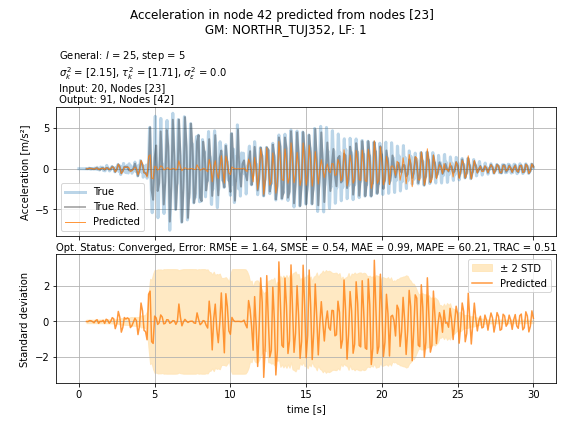 Acceleration in node 42 predicted from nodes [23]
GM: NORTHR_TUJ352, LF: 1
General: l = 25, step = 5
σ²ₖ = [2.15], τ²ₖ = [1.71], σ²ε = 0.0
Input: 20, Nodes [23]
Output: 91, Nodes [42]
Acceleration [m/s²]
5
0
−5
True
True Red.
Predicted
Opt. Status: Converged, Error: RMSE = 1.64, SMSE = 0.54, MAE = 0.99, MAPE = 60.21, TRAC = 0.51
Standard deviation
2
0
−2
± 2 STD
Predicted
0 5 10 15 20 25 30
time [s]